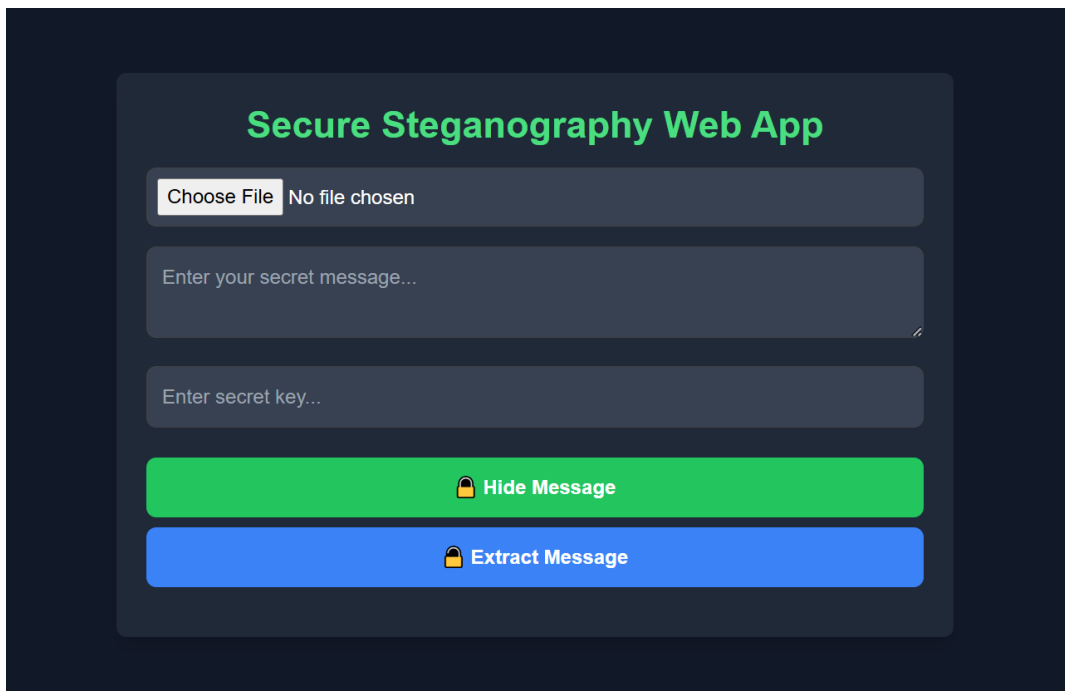 Secure Steganography Web App
Choose File No file chosen
Enter your secret message...
Enter secret key...
🔒 Hide Message
🔓 Extract Message